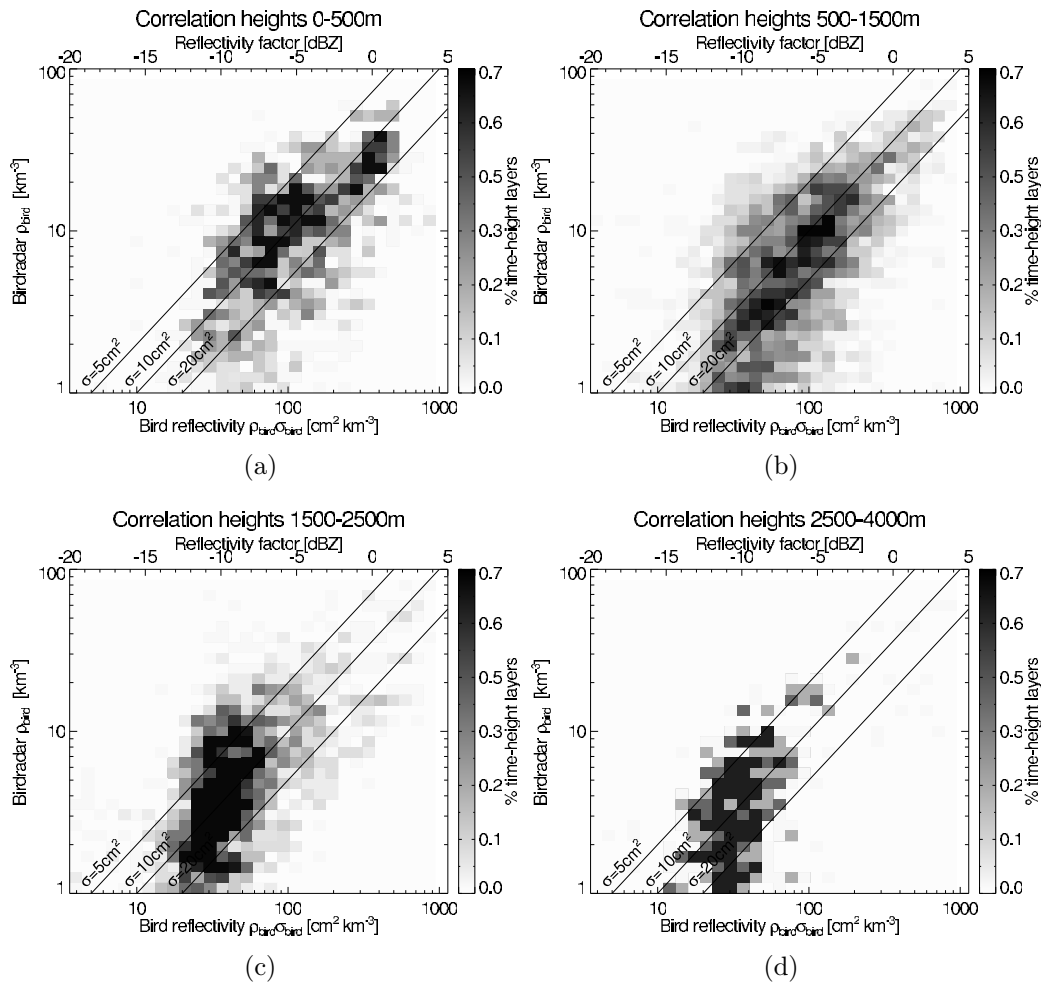 Correlation heights 0-500m
Reflectivity factor [dBZ]
-20 -15 -10 -5 0 5
100
10
1
Birdradar ρbird [km-3]
σ=5cm2
σ=10cm2
σ=20cm2
10 100 1000
Bird reflectivity ρbirdσbird [cm2 km-3]
0.7
0.6
0.5
0.3
0.2
0.1
0.0
% time-height layers
(a)
Correlation heights 500-1500m
Reflectivity factor [dBZ]
-20 -15 -10 -5 0 5
100
10
1
Birdradar ρbird [km-3]
σ=5cm2
σ=10cm2
σ=20cm2
10 100 1000
Bird reflectivity ρbirdσbird [cm2 km-3]
0.7
0.6
0.5
0.3
0.2
0.1
0.0
% time-height layers
(b)
Correlation heights 1500-2500m
Reflectivity factor [dBZ]
-20 -15 -10 -5 0 5
100
10
1
Birdradar ρbird [km-3]
σ=5cm2
σ=10cm2
σ=20cm2
10 100 1000
Bird reflectivity ρbirdσbird [cm2 km-3]
0.7
0.6
0.5
0.3
0.2
0.1
0.0
% time-height layers
(c)
Correlation heights 2500-4000m
Reflectivity factor [dBZ]
-20 -15 -10 -5 0 5
100
10
1
Birdradar ρbird [km-3]
σ=5cm2
σ=10cm2
σ=20cm2
10 100 1000
Bird reflectivity ρbirdσbird [cm2 km-3]
0.7
0.6
0.5
0.3
0.2
0.1
0.0
% time-height layers
(d)